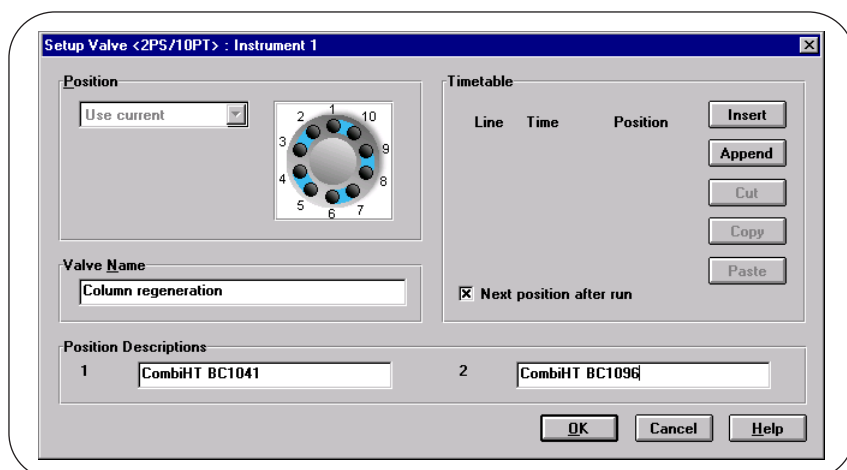 Setup Valve <2PS/10PT> : Instrument 1
Position
Use current
1
2
10
3
9
4
8
5
6
7
Valve Name
Column regeneration
Timetable
Line Time Position
Insert
Append
Cut
Copy
Paste
Next position after run
Position Descriptions
1 CombiHT BC1041 2 CombiHT BC1096
OK Cancel Help